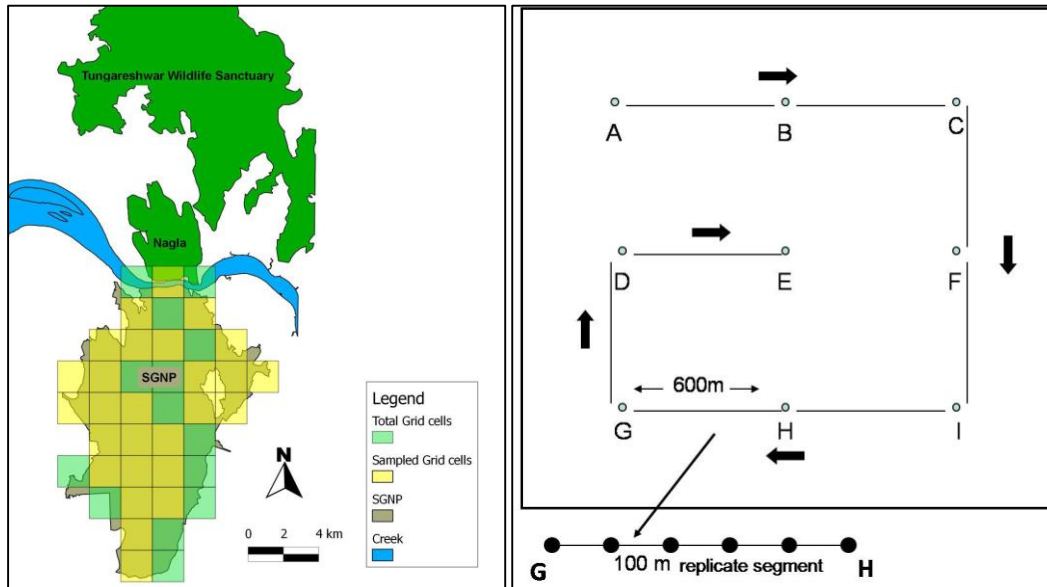 Tungareshwar Wildlife Sanctuary
Nagla
SGNP
Legend
Total Grid cells
Sampled Grid cells
SGNP
Creek
N
0 2 4 km
A
B
C
D
E
F
600m
G
H
I
G
100 m replicate segment
H